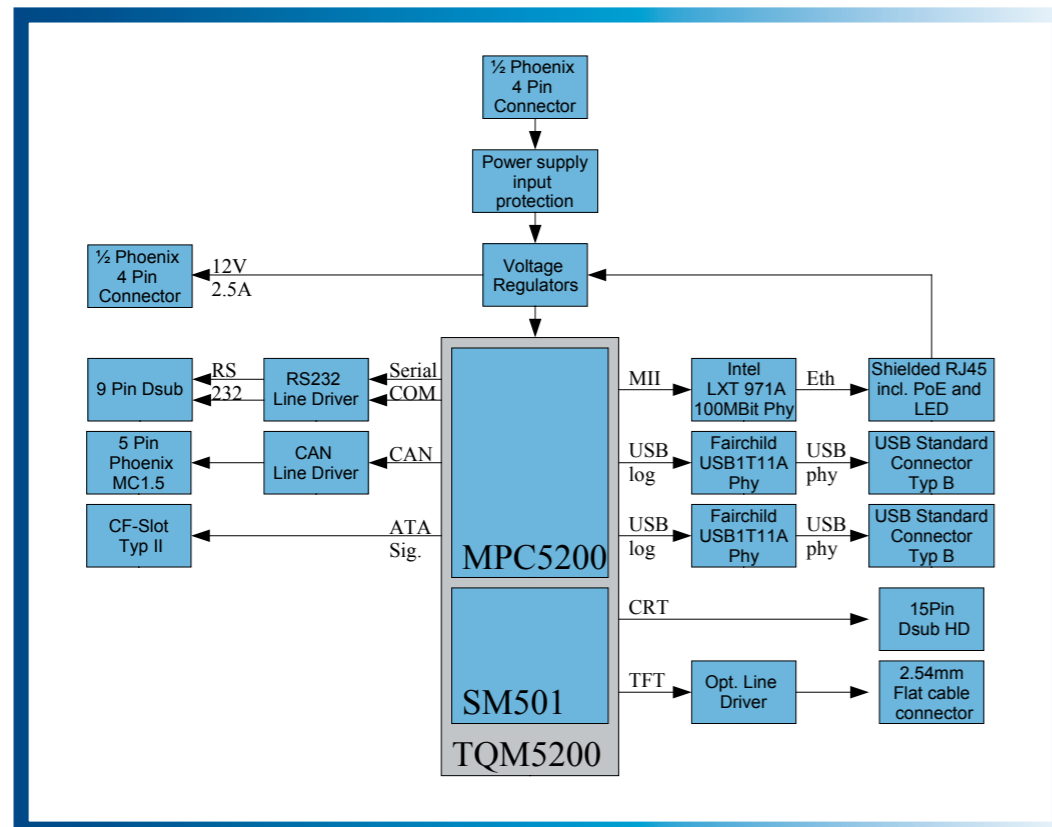 ½ Phoenix
4 Pin
Connector
Power supply
input
protection
½ Phoenix
4 Pin
Connector
12V
2.5A
Voltage
Regulators
9 Pin Dsub
RS
232
RS232
Line Driver
Serial
COM
MII
Intel
LXT 971A
100MBit Phy
Eth
Shielded RJ45
incl. PoE and
LED
5 Pin
Phoenix
MC1.5
CAN
Line Driver
CAN
USB
log
Fairchild
USB1T11A
Phy
USB
phy
USB Standard
Connector
Typ B
CF-Slot
Typ II
ATA
Sig.
USB
log
Fairchild
USB1T11A
Phy
USB
phy
USB Standard
Connector
Typ B
MPC5200
CRT
15Pin
Dsub HD
TFT
Opt. Line
Driver
2.54mm
Flat cable
connector
SM501
TQM5200